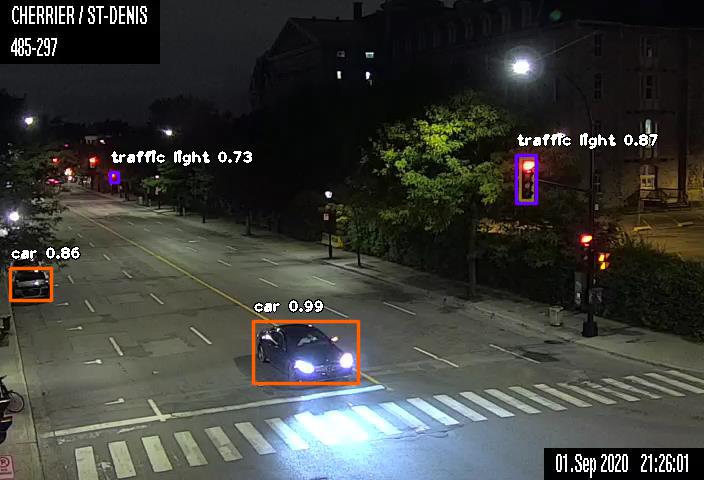 CHERRIER / ST-DENIS
485-297
traffic light 0.73
traffic light 0.87
car 0.86
car 0.99
01.Sep 2020 21:26:01